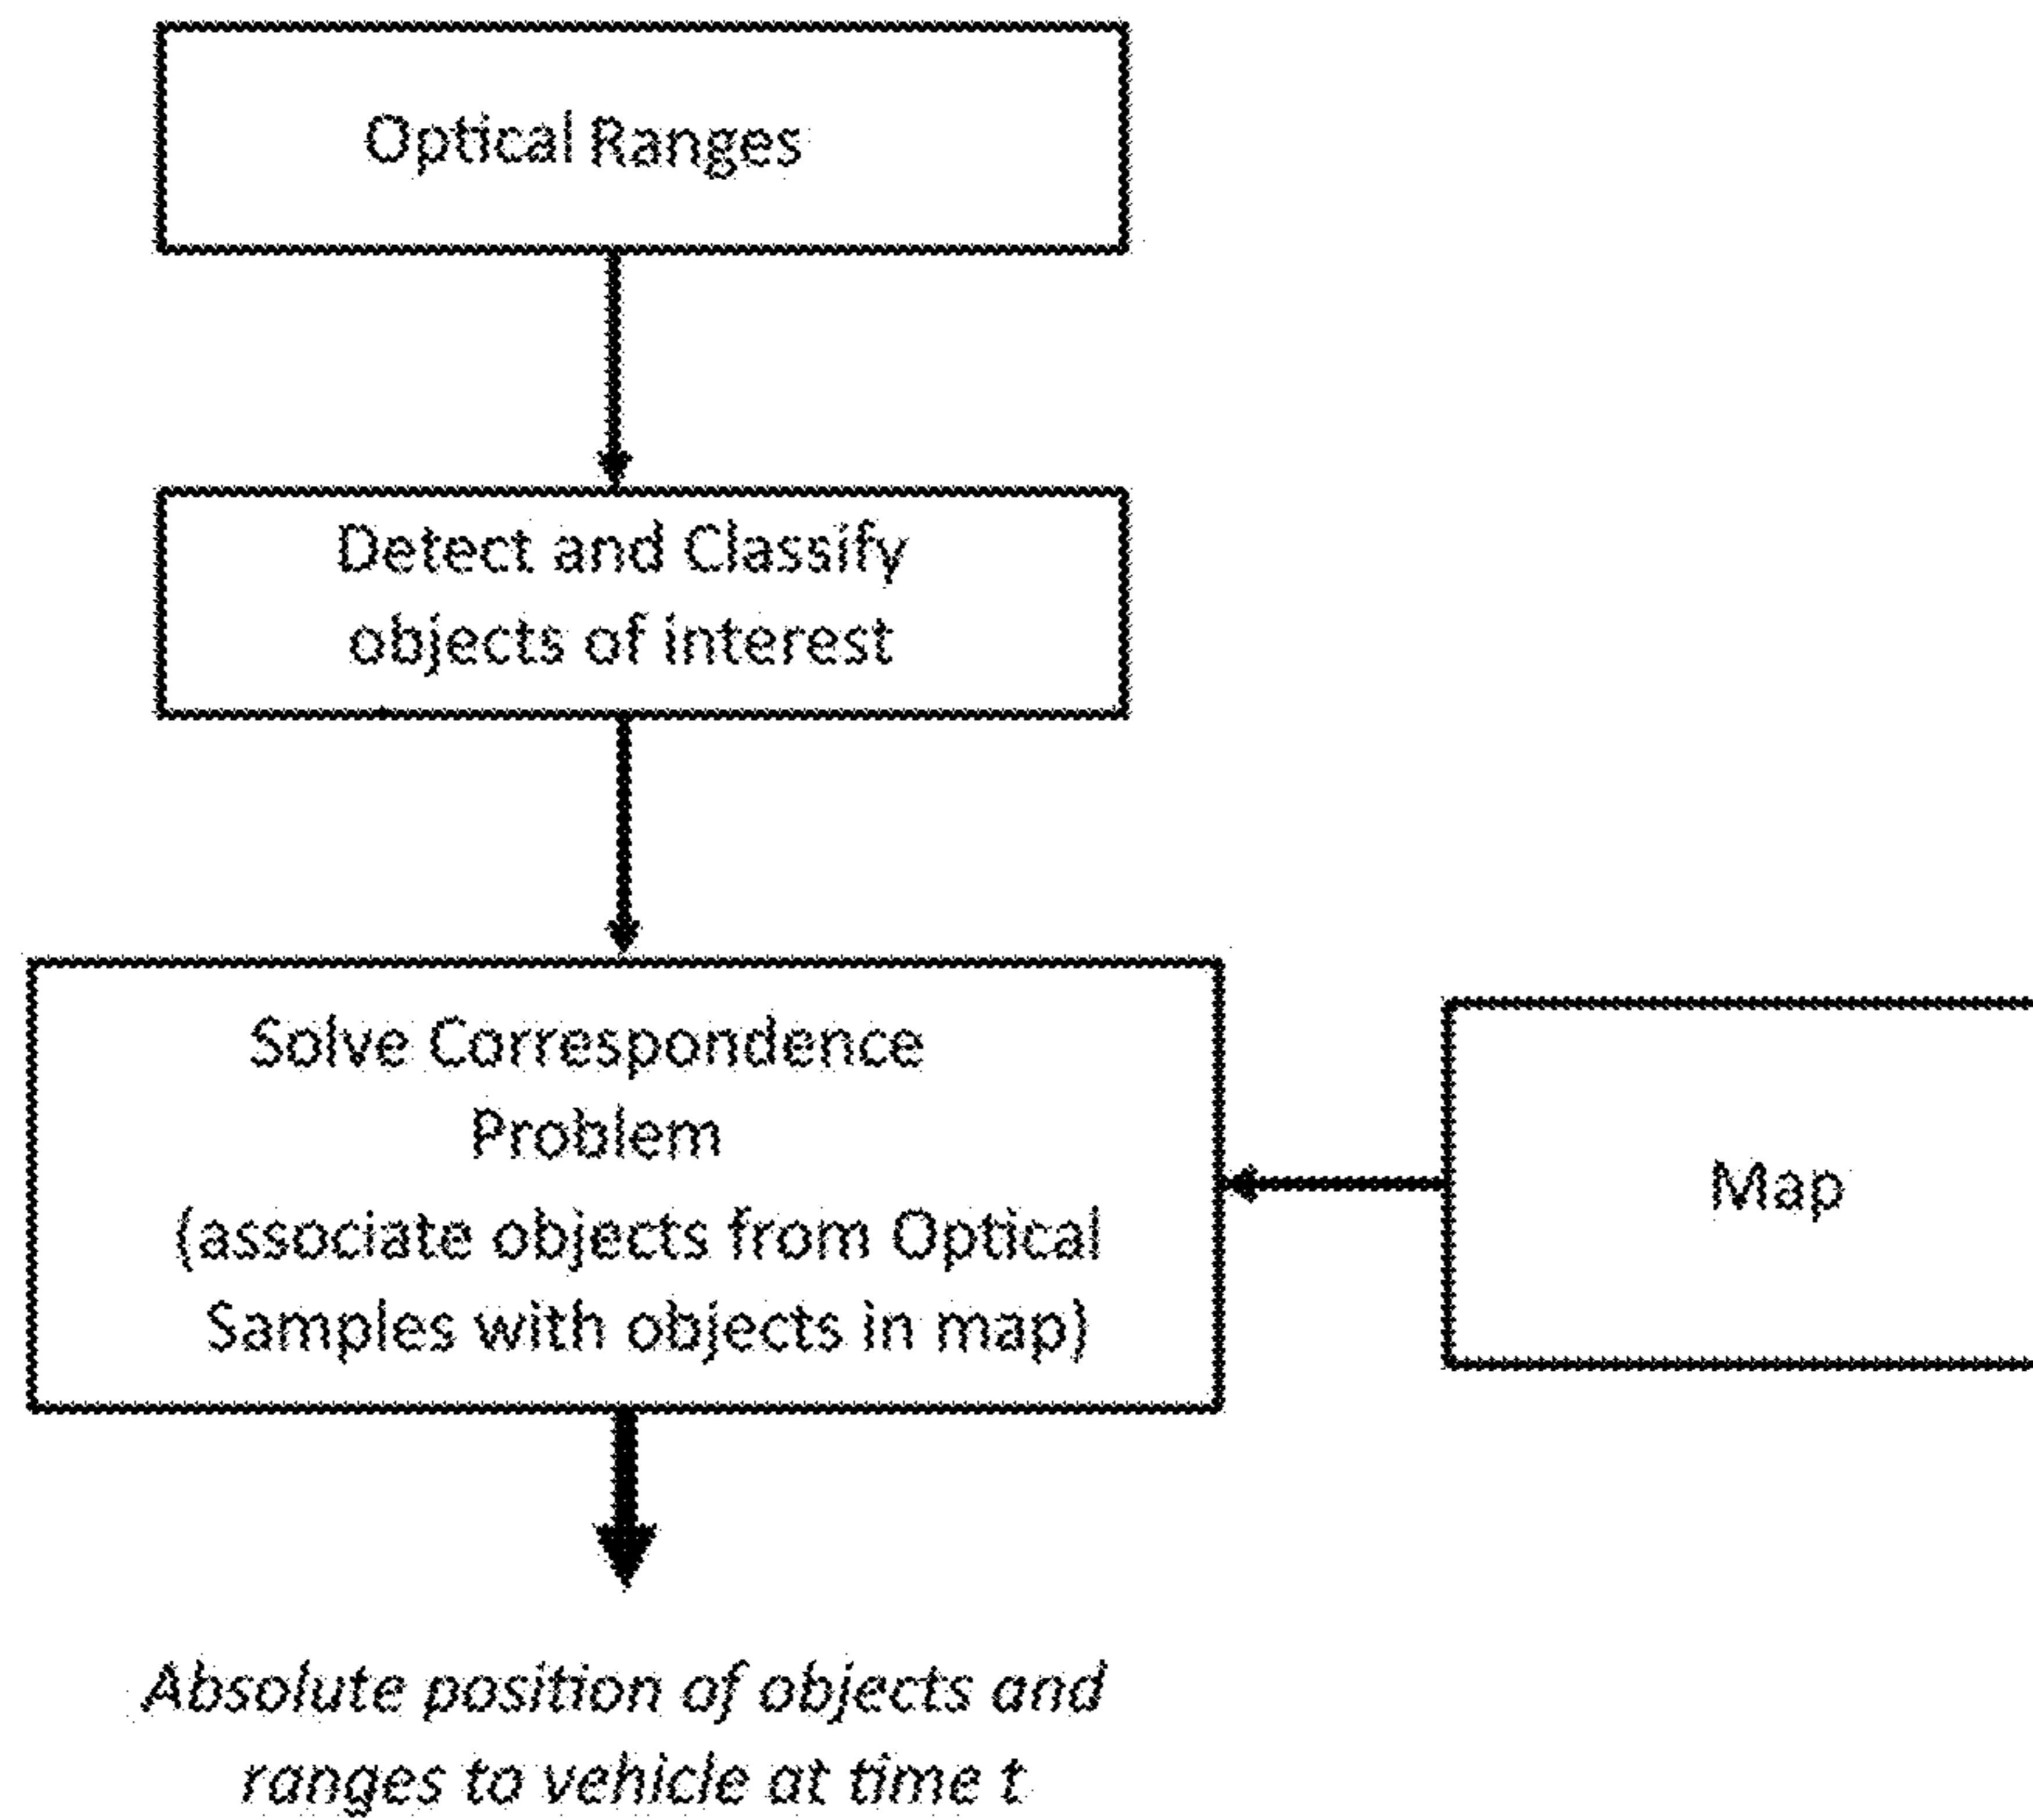 Optical Ranges
Detect and Classify
objects of interest
Solve Correspondence
Problem
(associate objects from Optical
Samples with objects in map)
Map
Absolute position of objects and
ranges to vehicle at time t